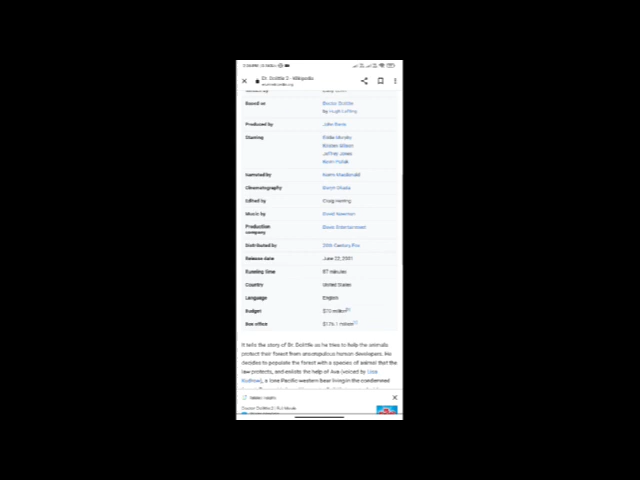 Dr. Dolittle 2 - Wikipedia
Based on Doctor Dolittle
by Hugh Lofting
Produced by John Davis
Starring Eddie Murphy
Kristen Wilson
Jeffrey Jones
Kevin Pollak
Narrated by Norm Macdonald
Cinematography Daryn Okada
Edited by Craig Herring
Music by David Newman
Production company Davis Entertainment
Distributed by 20th Century Fox
Release date June 22, 2001
Running time 87 minutes
Country United States
Language English
Budget $70 million
Box office $176.1 million
It tells the story of Dr. Dolittle as he tries to help the animals
protect their forest from unscrupulous human developers. He
decides to populate the forest with a species of animal that the
law protects, and enlists the help of Ava (voiced by Lisa
Kudrow), a lone Pacific western bear living in the condemned